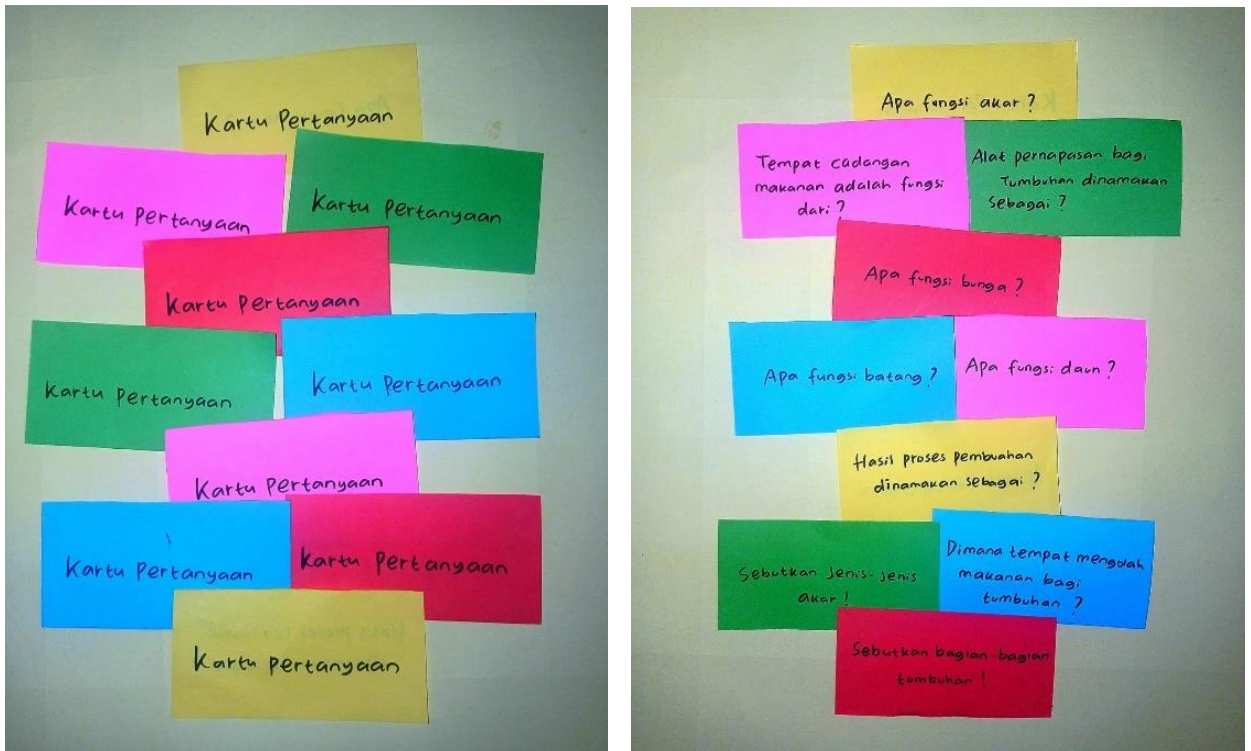 Kartu Pertanyaan
Kartu Pertanyaan
Kartu Pertanyaan
Kartu Pertanyaan
Kartu Pertanyaan
Kartu Pertanyaan
Kartu Pertanyaan
Kartu Pertanyaan
Kartu Pertanyaan
Kartu pertanyaan
Apa fungsi akar ?
Tempat cadangan
makanan adalah fungsi
dari ?
Alat pernapasan bagi
Tumbuhan dinamakan
sebagai ?
Apa fungsi bunga ?
Apa fungsi batang ?
Apa fungsi daun ?
Hasil proses pembuahan
dinamakan sebagai ?
Sebutkan Jenis-jenis
akar !
Dimana tempat mengolah
makanan bagi
tumbuhan ?
Sebutkan bagian-bagian
tumbuhan !